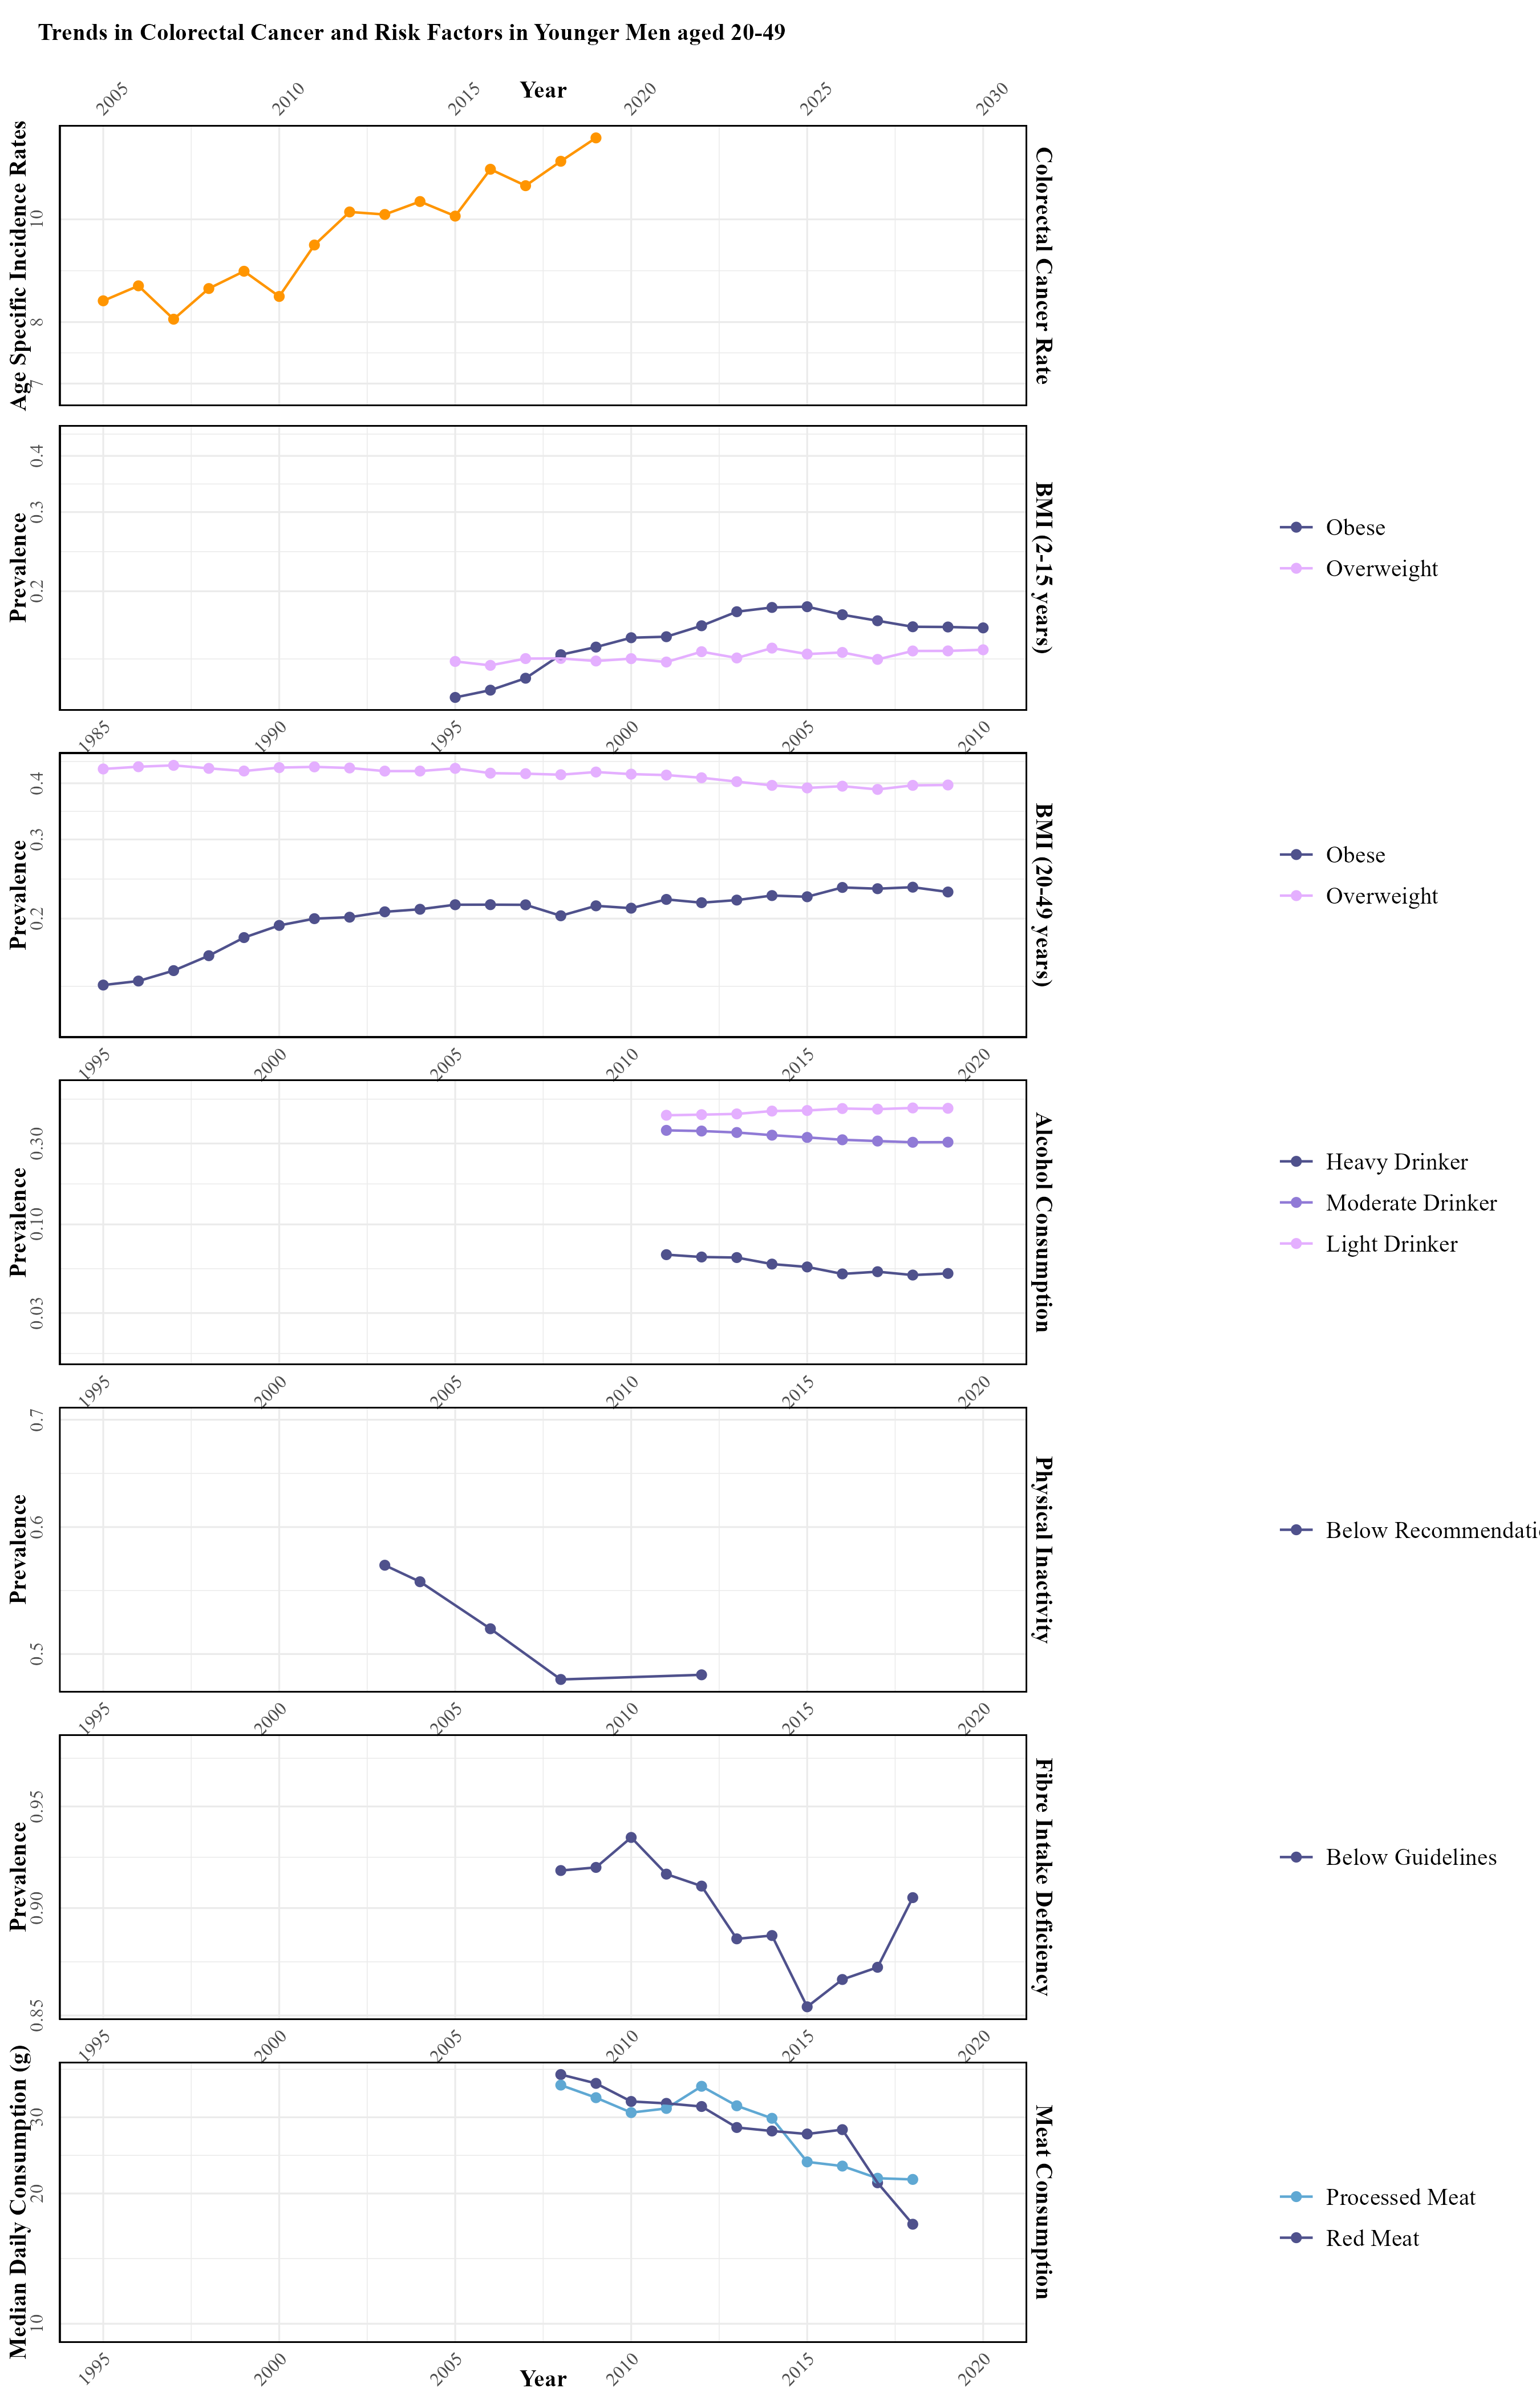 Trends in Colorectal Cancer and Risk Factors in Younger Men aged 20-49
Year
2005 2010 2015 2020 2025 2030
Age Specific Incidence Rates
10
8
7
Colorectal Cancer Rate
Prevalence
0.4
0.3
0.2
BMI (2-15 years)
Obese
Overweight
1985 1990 1995 2000 2005 2010
Prevalence
0.4
0.3
0.2
BMI (20-49 years)
Obese
Overweight
1995 2000 2005 2010 2015 2020
Prevalence
0.30
0.10
0.03
Alcohol Consumption
Heavy Drinker
Moderate Drinker
Light Drinker
1995 2000 2005 2010 2015 2020
Prevalence
0.7
0.6
0.5
Physical Inactivity
Below Recommendati
1995 2000 2005 2010 2015 2020
Prevalence
0.95
0.90
0.85
Fibre Intake Deficiency
Below Guidelines
1995 2000 2005 2010 2015 2020
Median Daily Consumption (g)
30
20
10
Meat Consumption
Processed Meat
Red Meat
1995 2000 2005 2010 2015 2020
Year